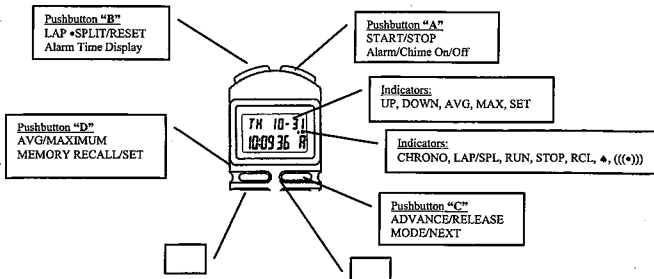 Pushbutton "B"
LAP •SPLIT/RESET
Alarm Time Display
Pushbutton "A"
START/STOP
Alarm/Chime On/Off
Indicators:
UP, DOWN, AVG, MAX, SET
TH 10-31
10:09 36 A
Pushbutton "D"
AVG/MAXIMUM
MEMORY RECALL/SET
Indicators:
CHRONO, LAP/SPL, RUN, STOP, RCL, ♠, (((•)))
Pushbutton "C"
ADVANCE/RELEASE
MODE/NEXT